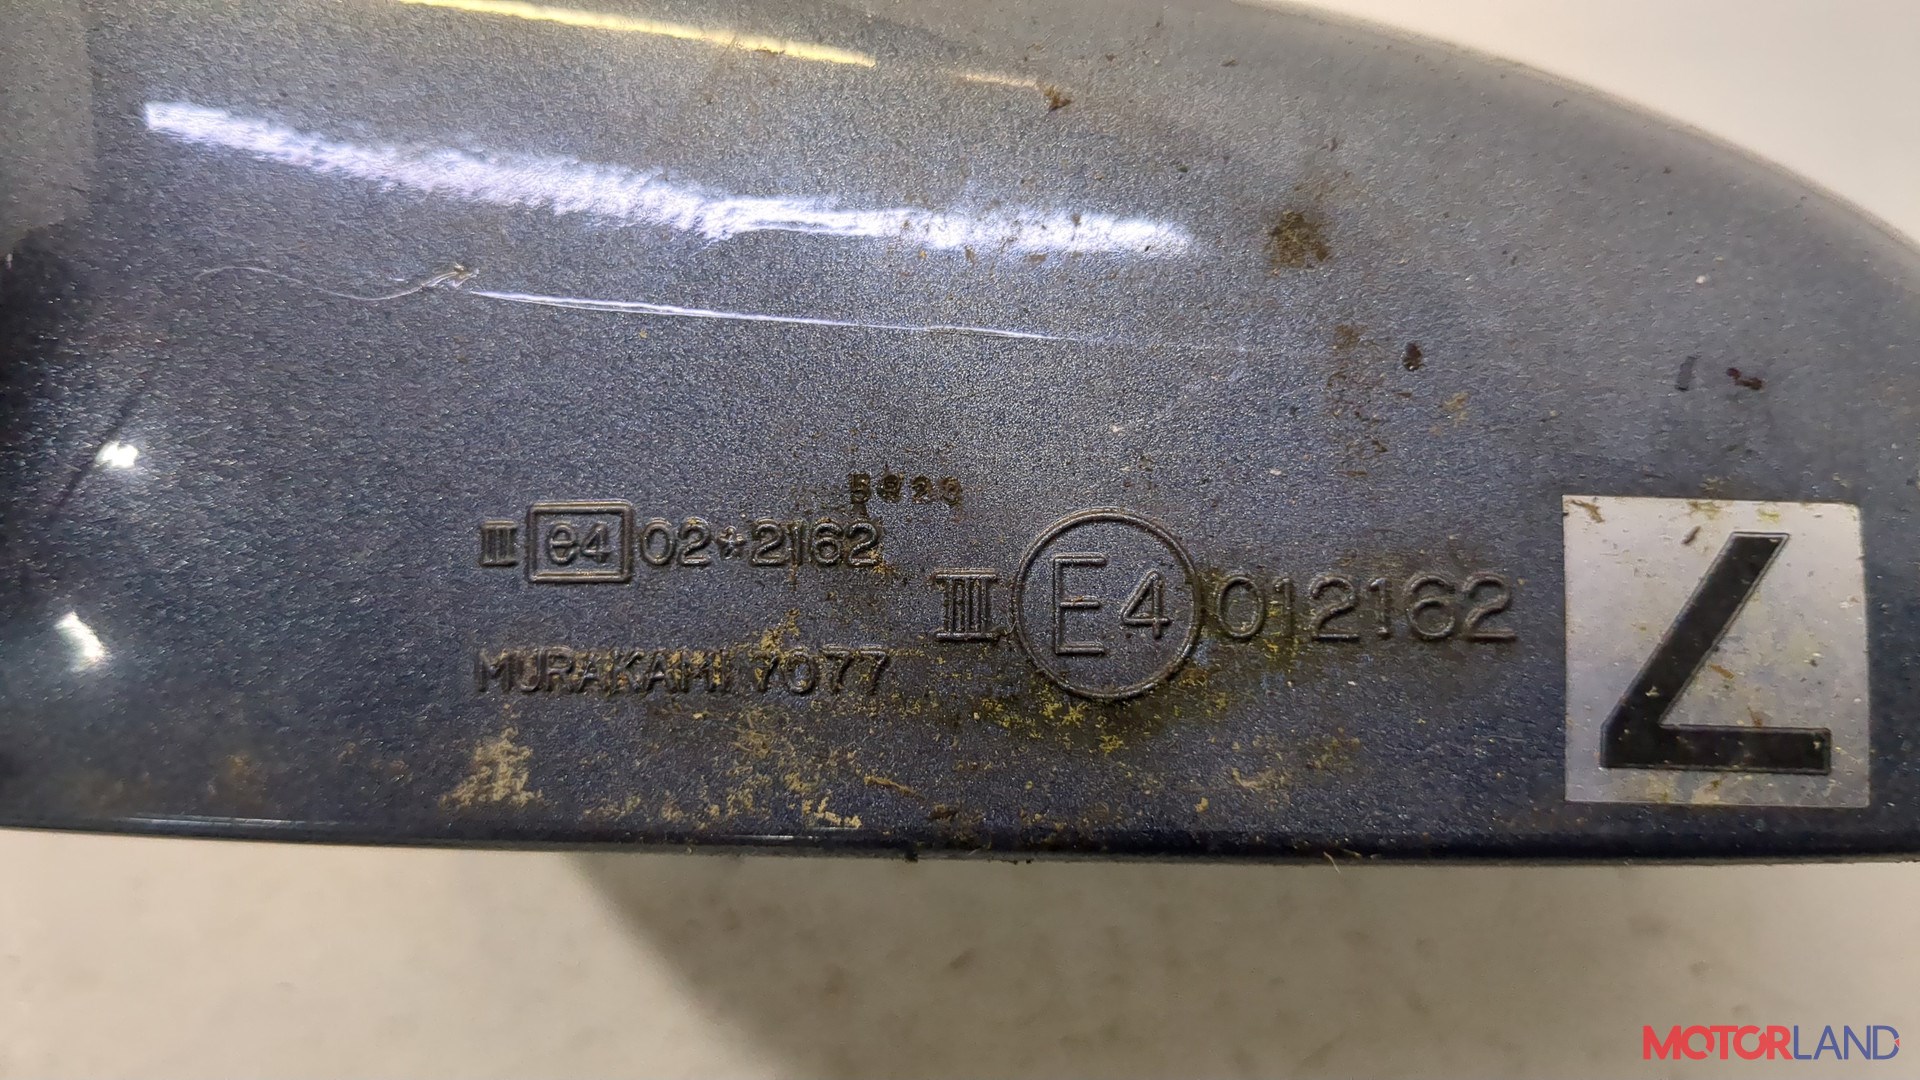 III e4 02*2162
MURAKAMI 7077
III E4 012162
L
MOTORLAND